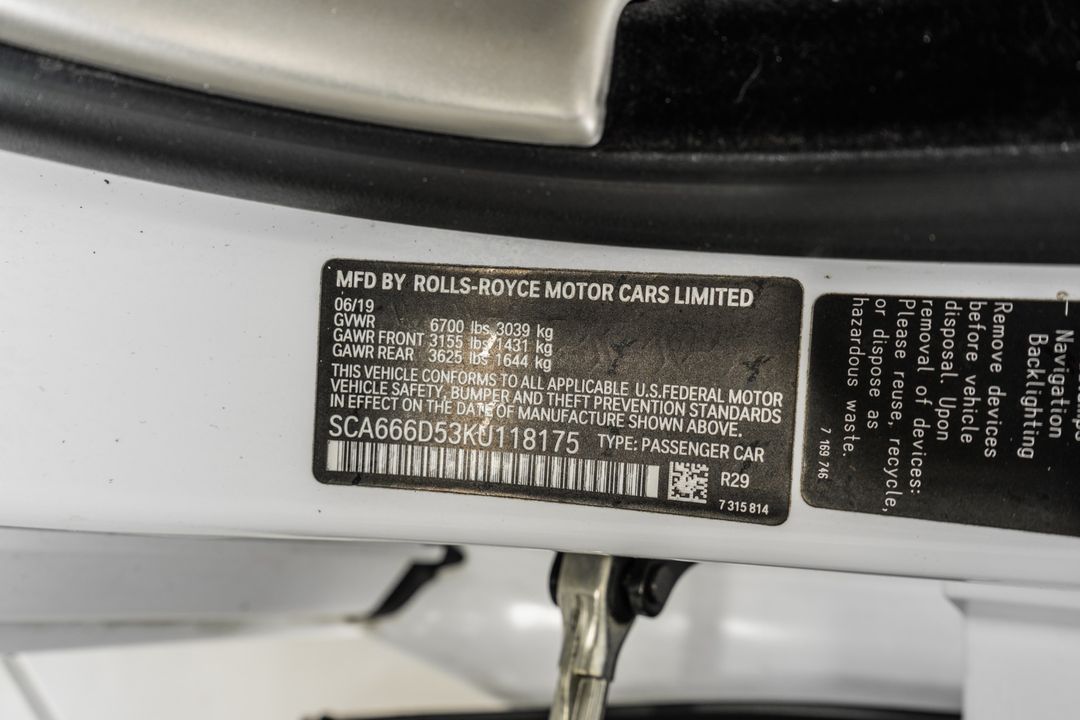 MFD BY ROLLS-ROYCE MOTOR CARS LIMITED
06/19
GVWR 6700 lbs 3039 kg
GAWR FRONT 3155 lbs 1431 kg
GAWR REAR 3625 lbs 1644 kg
THIS VEHICLE CONFORMS TO ALL APPLICABLE U.S.FEDERAL MOTOR
VEHICLE SAFETY, BUMPER AND THEFT PREVENTION STANDARDS
IN EFFECT ON THE DATE OF MANUFACTURE SHOWN ABOVE.
SCA666D53KU118175 TYPE: PASSENGER CAR
R29
7 315 814
– Navigation
Backlighting
Remove devices
before vehicle
disposal. Upon
removal of devices:
Please reuse, recycle,
or dispose as
hazardous waste.
7 169 746